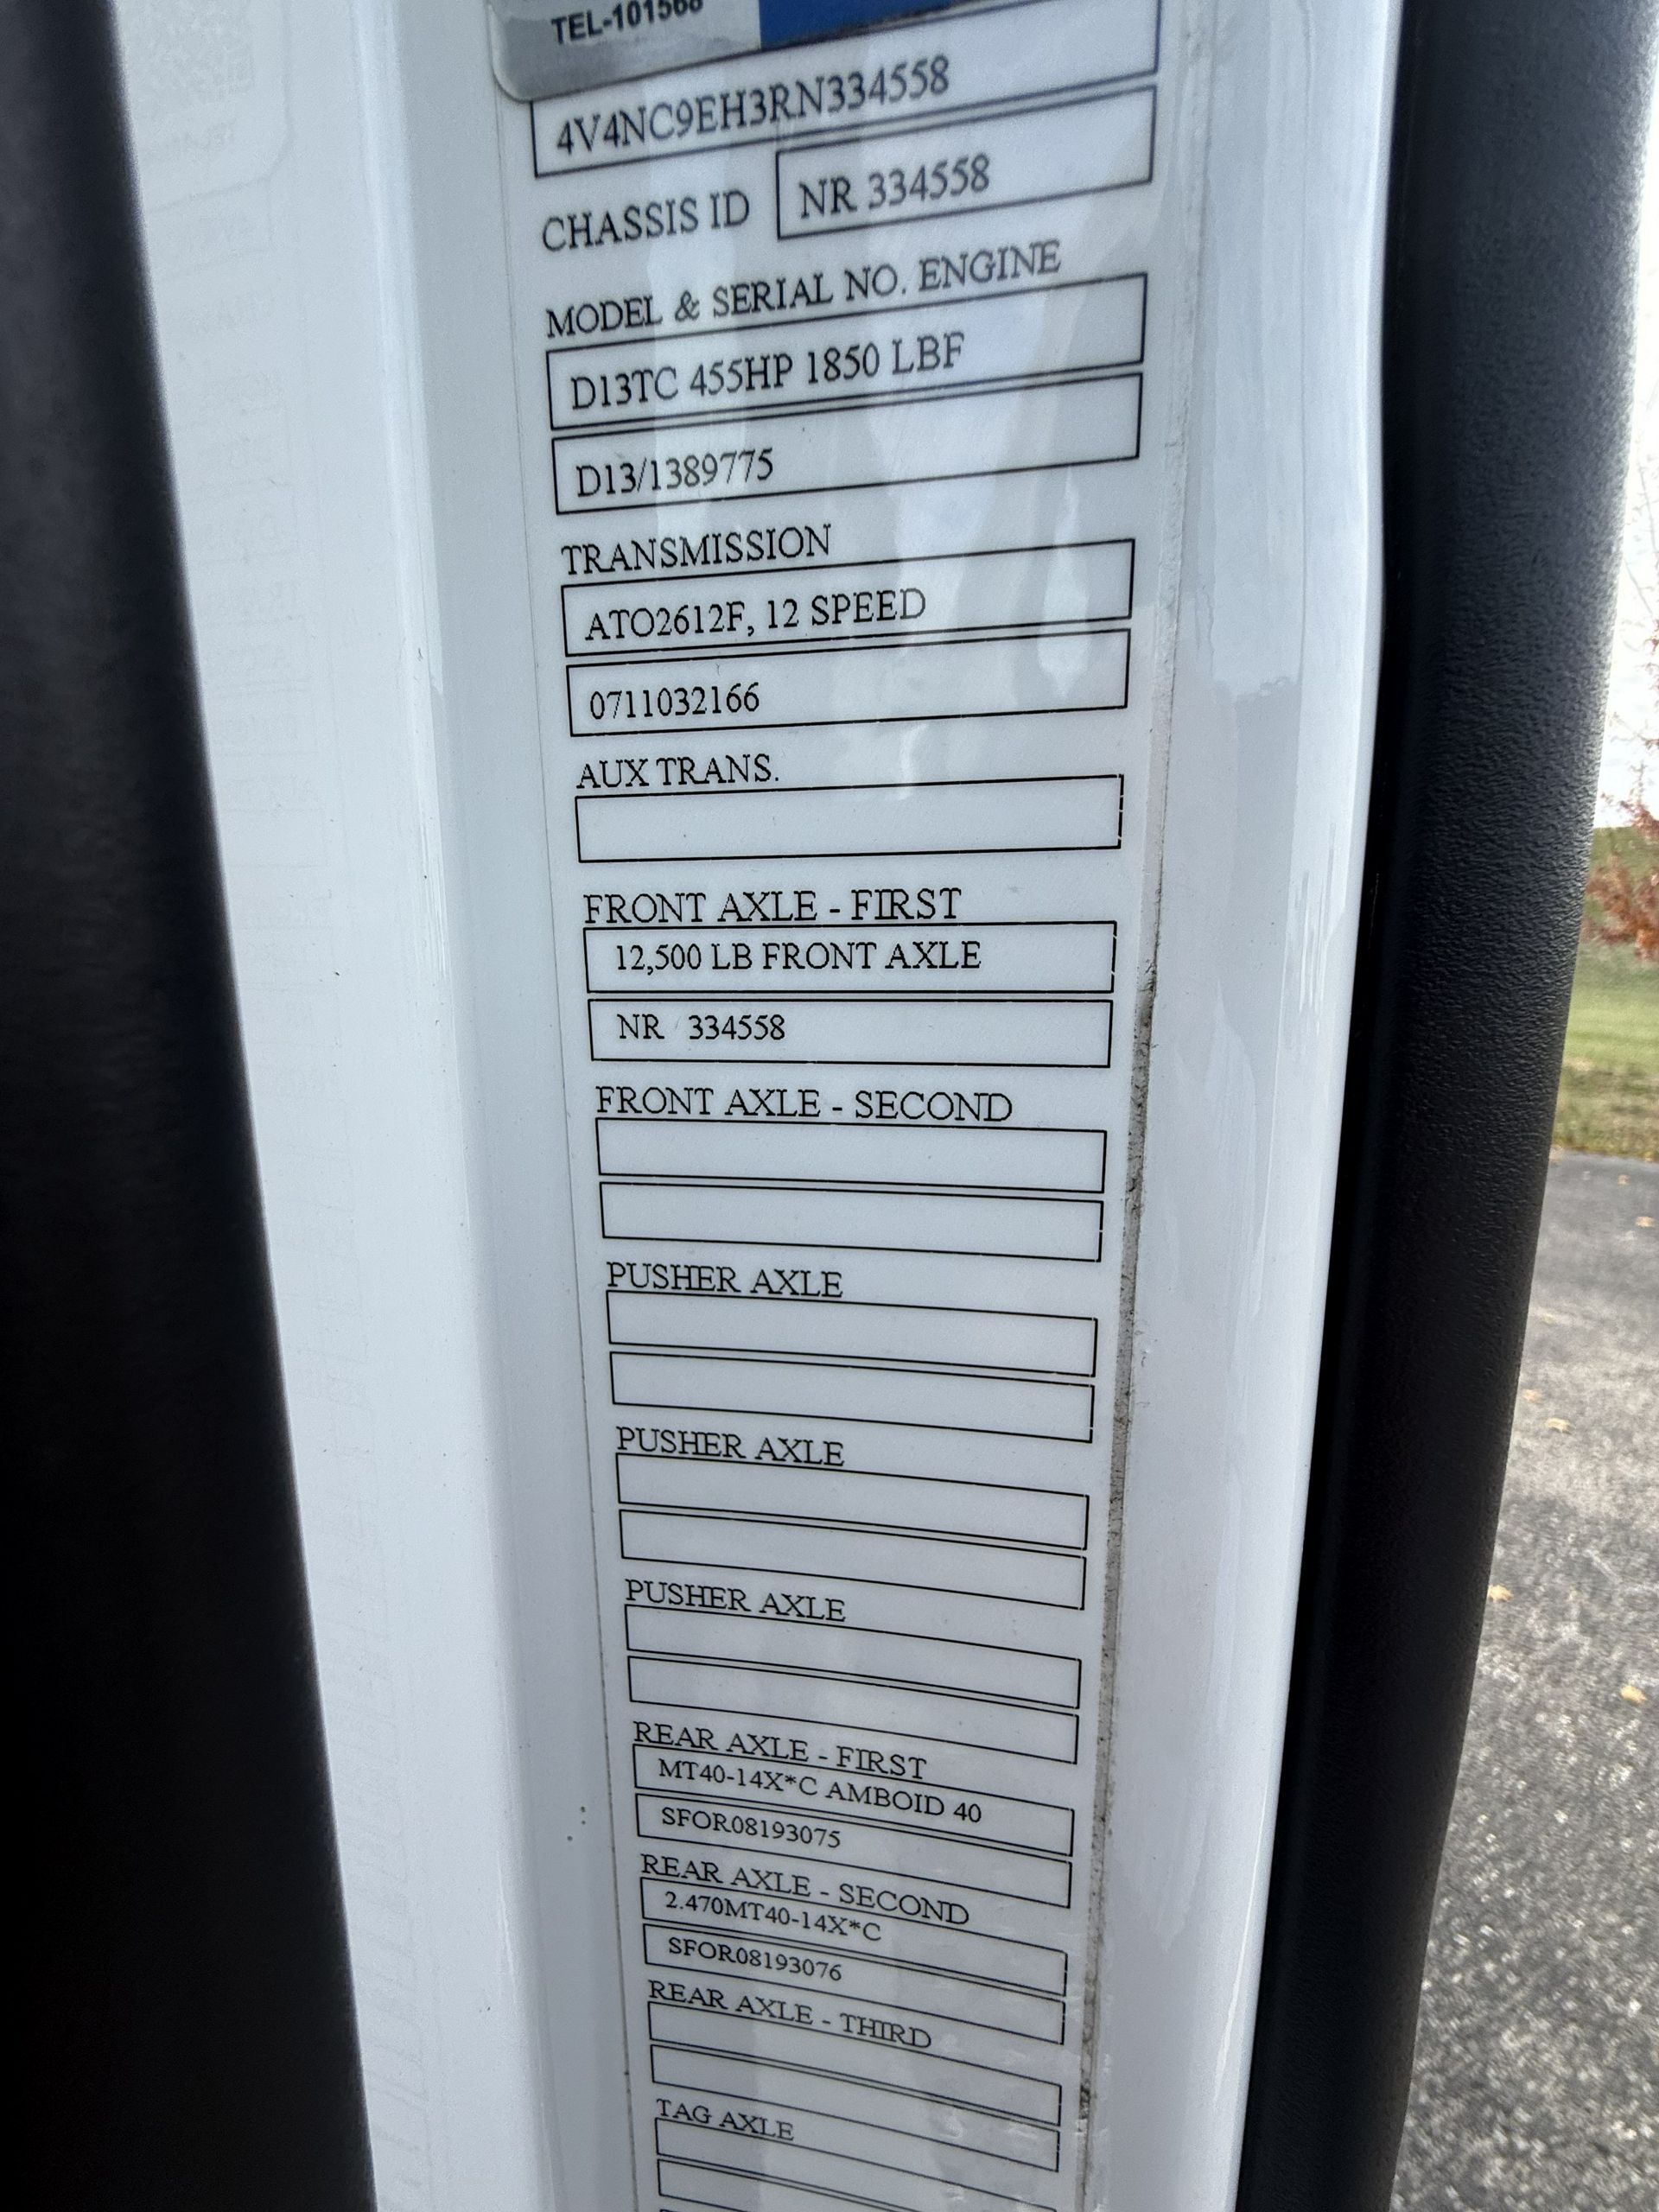 TEL-101568
4V4NC9EH3RN334558
CHASSIS ID NR 334558
MODEL & SERIAL NO. ENGINE
D13TC 455HP 1850 LBF
D13/1389775
TRANSMISSION
ATO2612F, 12 SPEED
0711032166
AUX TRANS.
FRONT AXLE - FIRST
12,500 LB FRONT AXLE
NR 334558
FRONT AXLE - SECOND
PUSHER AXLE
PUSHER AXLE
PUSHER AXLE
REAR AXLE - FIRST
MT40-14X*C AMBOID 40
SFOR08193075
REAR AXLE - SECOND
2.470MT40-14X*C
SFOR08193076
REAR AXLE - THIRD
TAG AXLE